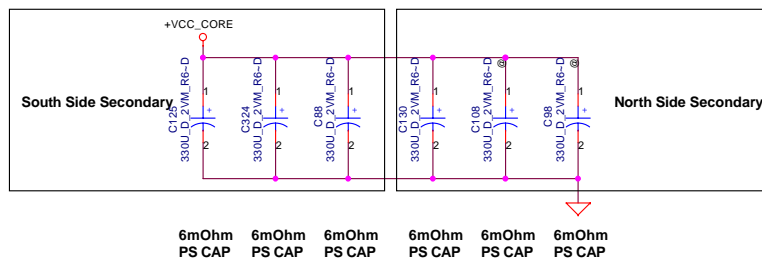 +VCC_CORE
South Side Secondary
North Side Secondary
C125
330U_D_2VM_R6~D
1
+
2
C324
330U_D_2VM_R6~D
1
+
2
C88
330U_D_2VM_R6~D
1
+
2
C130
330U_D_2VM_R6~D
1
+
2
C108
330U_D_2VM_R6~D
@
1
+
2
C98
330U_D_2VM_R6~D
@
1
+
2
6mOhm
PS CAP
6mOhm
PS CAP
6mOhm
PS CAP
6mOhm
PS CAP
6mOhm
PS CAP
6mOhm
PS CAP